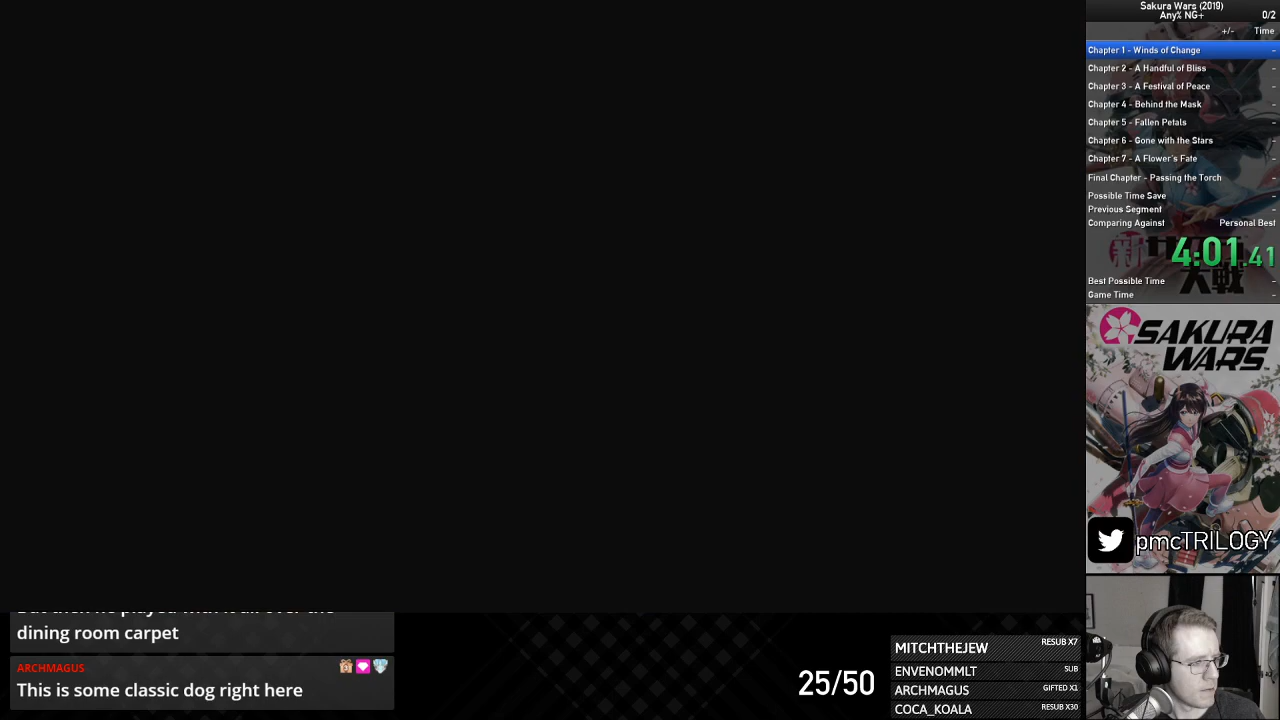 Sakura Wars (2019)
Any% NG+
0/2
+/- Time
Chapter 1 - Winds of Change -
Chapter 2 - A Handful of Bliss -
Chapter 3 - A Festival of Peace -
Chapter 4 - Behind the Mask -
Chapter 5 - Fallen Petals -
Chapter 6 - Gone with the Stars -
Chapter 7 - A Flower's Fate -
Final Chapter - Passing the Torch -
Possible Time Save -
Previous Segment -
Comparing Against Personal Best
4:01.41
Best Possible Time -
Game Time -
SAKURA
WARS
pmcTRILOGY
dining room carpet
ARCHMAGUS
This is some classic dog right here
25/50
MITCHTHEJEW RESUB X7
ENVENOMMLT SUB
ARCHMAGUS GIFTED X1
COCA_KOALA RESUB X30